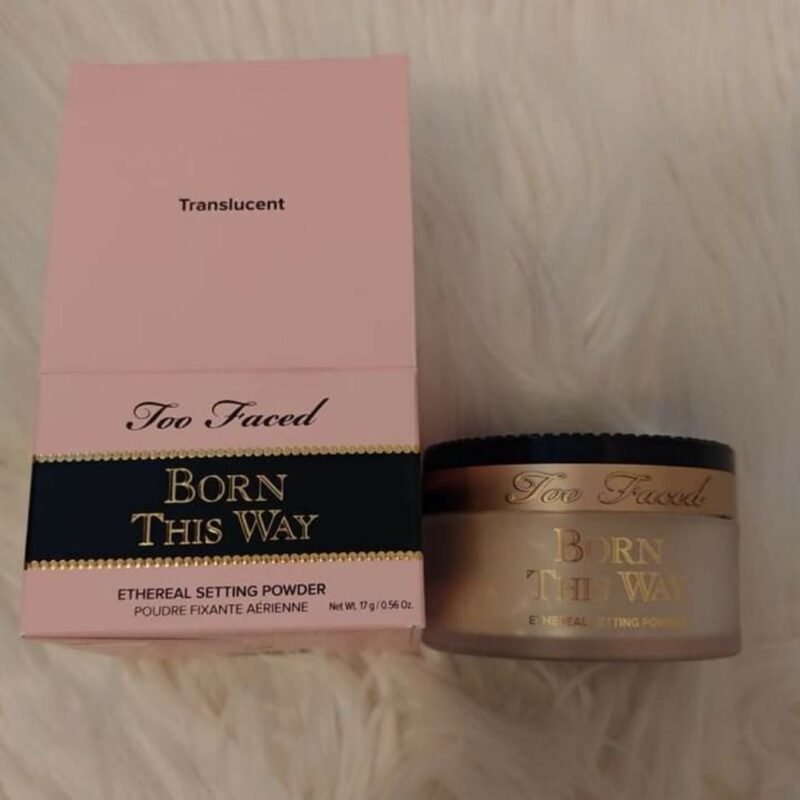 Translucent
Too Faced
BORN
THIS WAY
ETHEREAL SETTING POWDER
POUDRE FIXANTE AÉRIENNE Net Wt. 17 g / 0.56 Oz.
Too Faced
BORN
THIS WAY
ETHEREAL SETTING POWDER